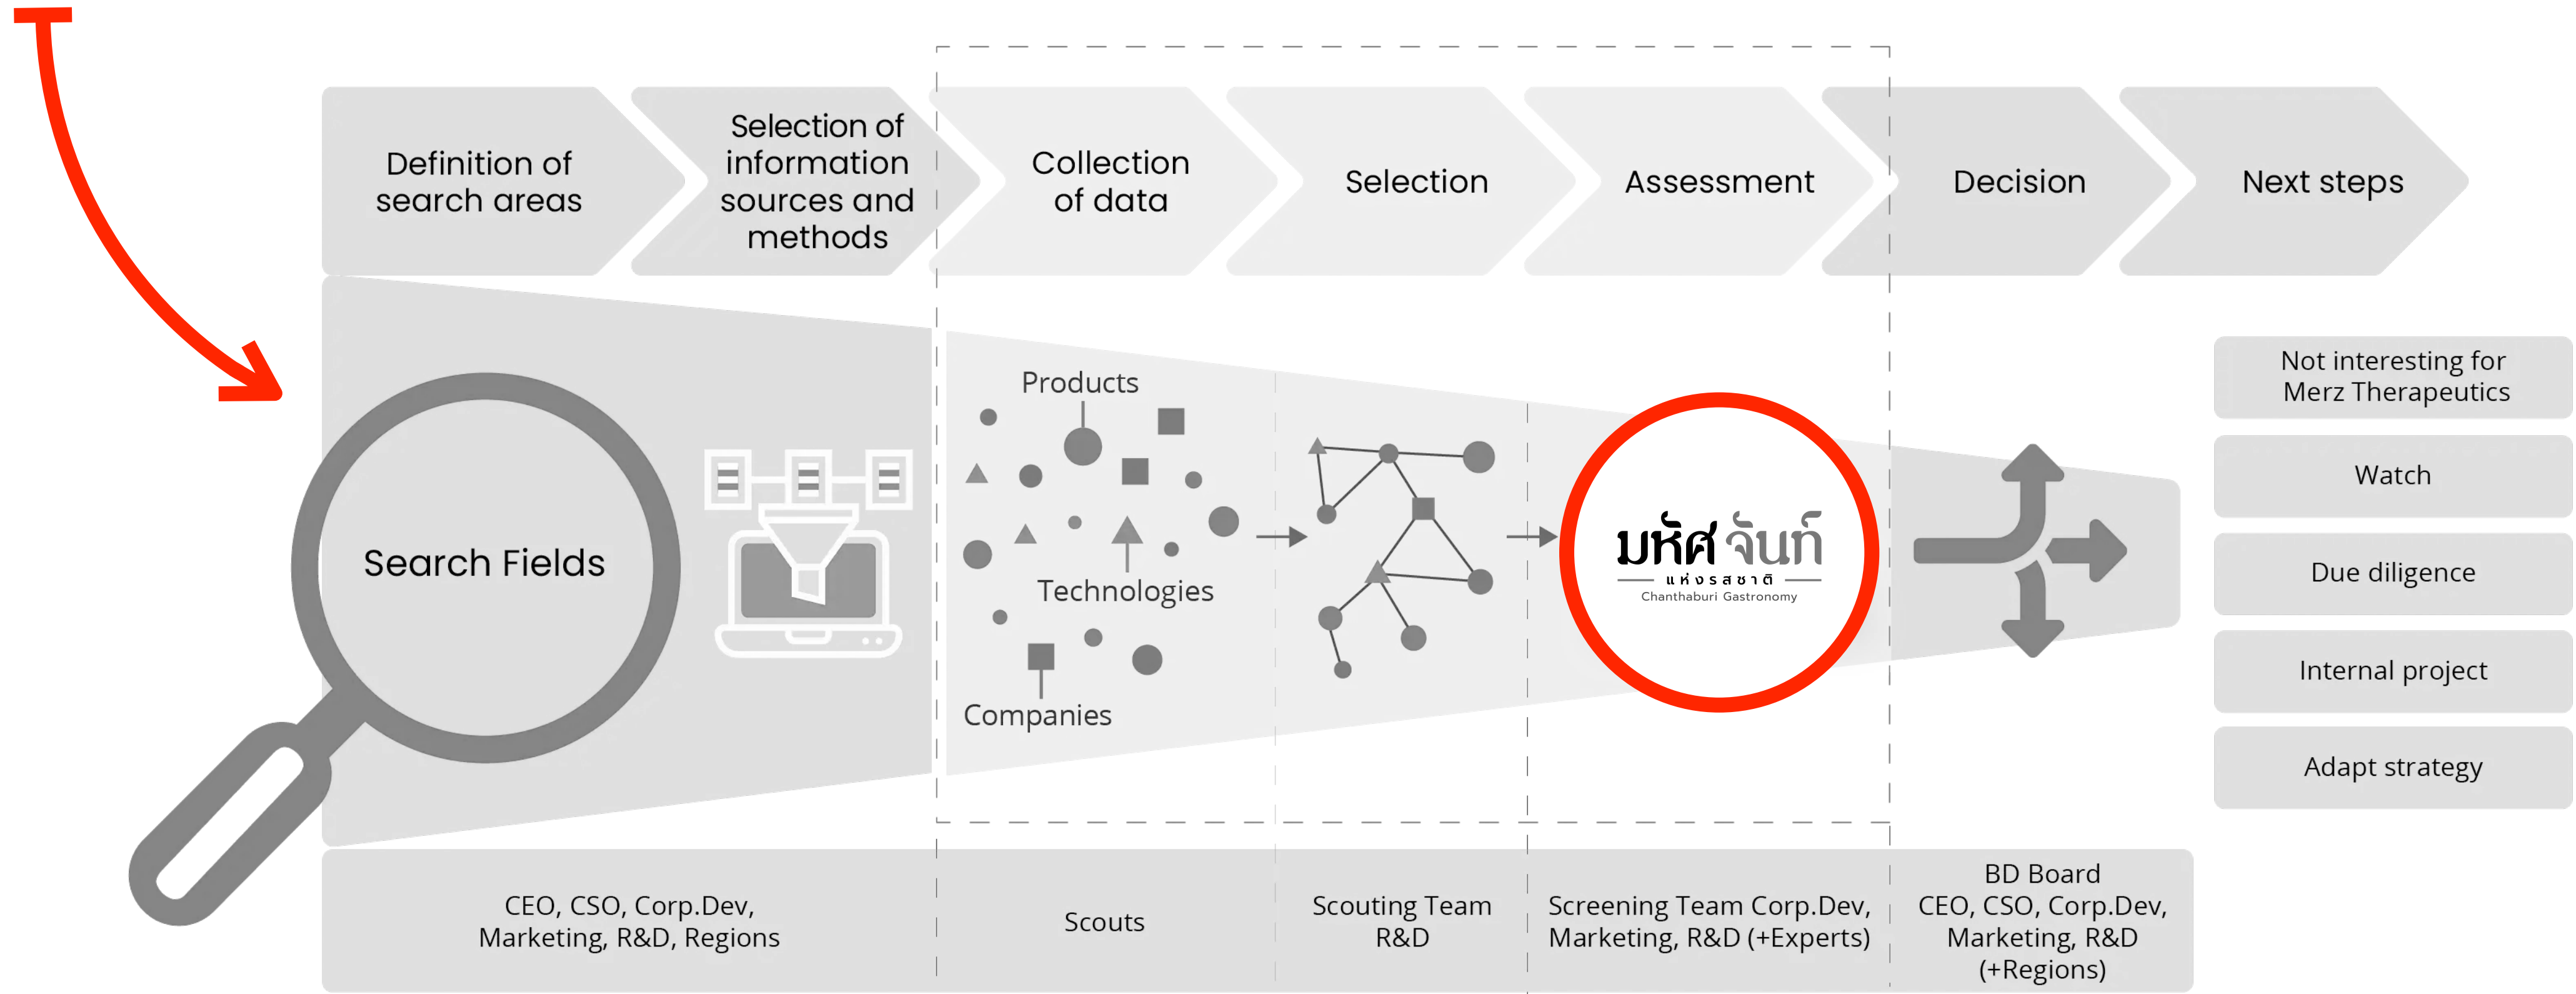 Definition of
search areas
Selection of
information
sources and
methods
Collection
of data
Selection
Assessment
Decision
Next steps
Search Fields
Products
Technologies
Companies
มหัศจันท์
แห่งรสชาติ
Chanthaburi Gastronomy
Not interesting for
Merz Therapeutics
Watch
Due diligence
Internal project
Adapt strategy
CEO, CSO, Corp.Dev,
Marketing, R&D, Regions
Scouts
Scouting Team
R&D
Screening Team Corp.Dev,
Marketing, R&D (+Experts)
BD Board
CEO, CSO, Corp.Dev,
Marketing, R&D
(+Regions)